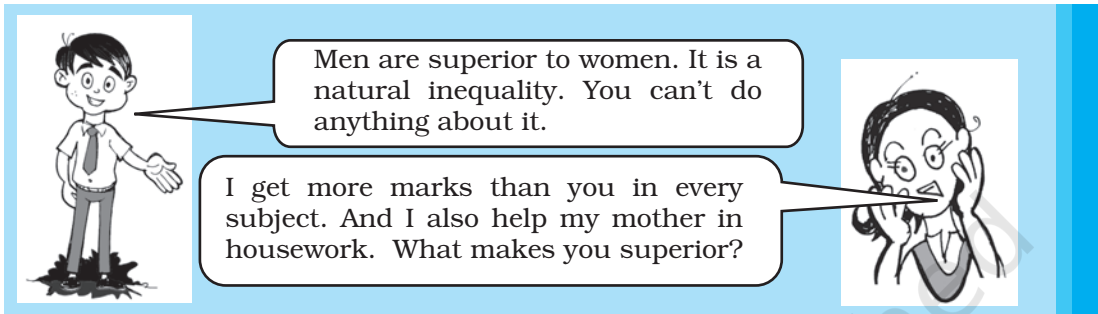 Men are superior to women. It is a
natural inequality. You can't do
anything about it.
I get more marks than you in every
subject. And I also help my mother in
housework. What makes you superior?